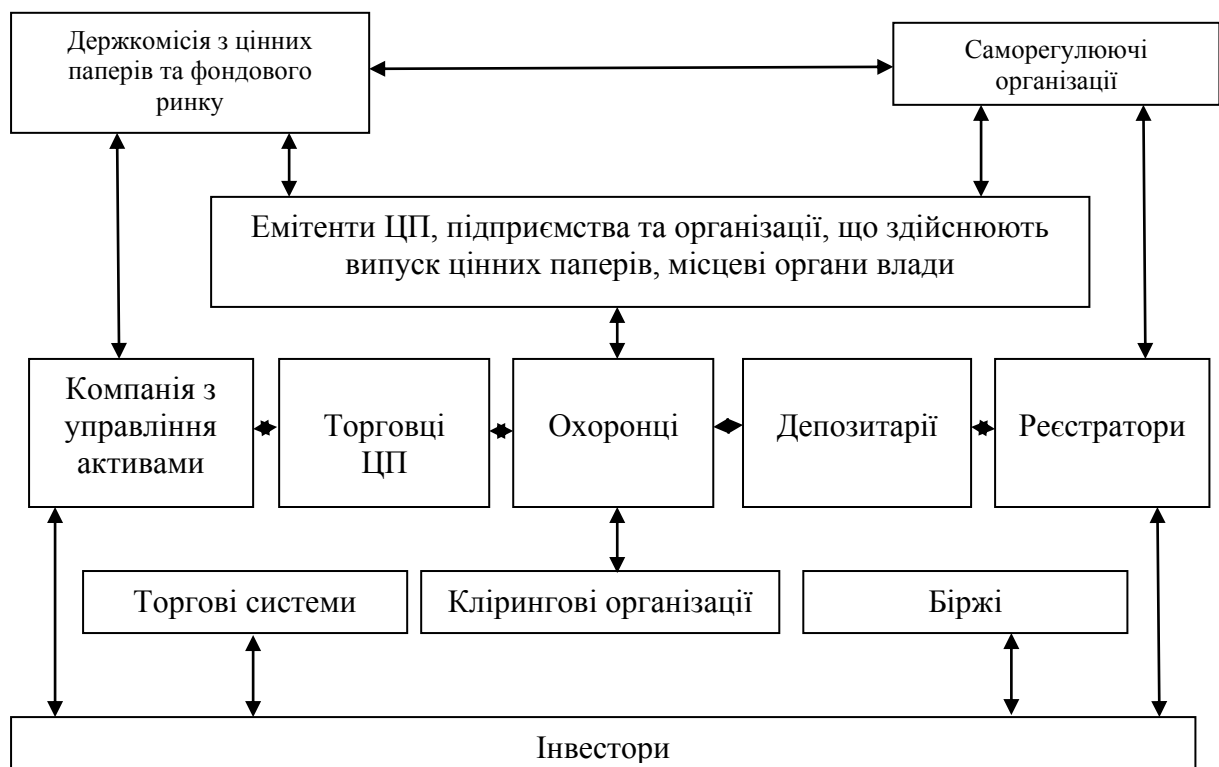 Держкомісія з цінних
паперів та фондового
ринку
Саморегулюючі
організації
Емітенти ЦП, підприємства та організації, що здійснюють
випуск цінних паперів, місцеві органи влади
Компанія з
управління
активами
Торговці
ЦП
Охоронці
Депозитарії
Реєстратори
Торгові системи
Клірингові організації
Біржі
Інвестори